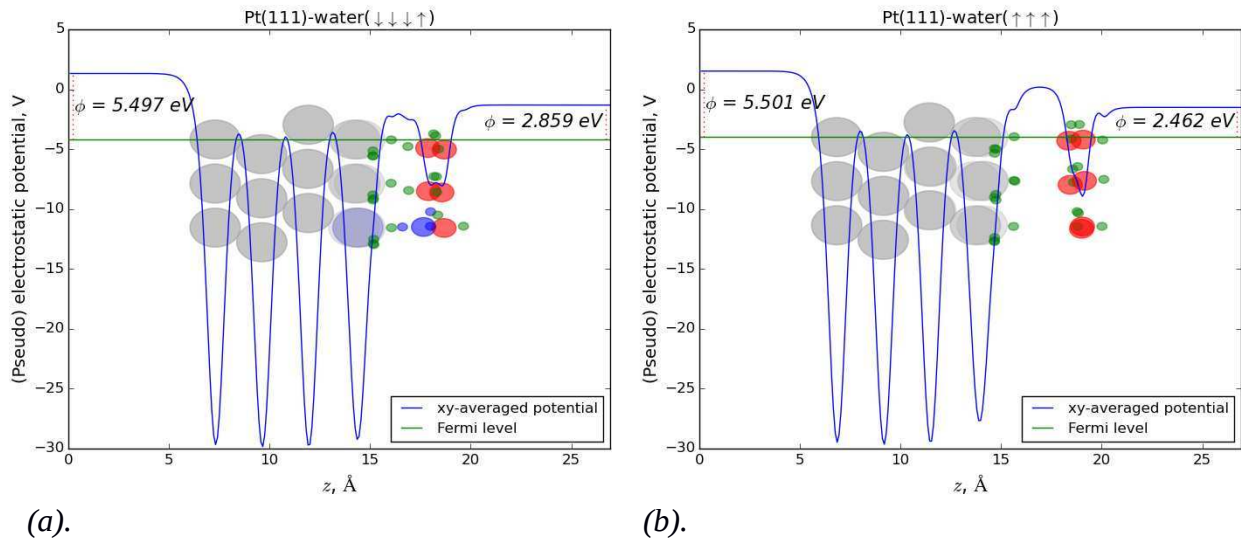 Pt(111)-water(↓↓↓↑)
5
0
−5
−10
−15
−20
−25
−30
(Pseudo) electrostatic potential, V
ϕ = 5.497 eV
ϕ = 2.859 eV
xy-averaged potential
Fermi level
0 5 10 15 20 25
z, Å
(a).
Pt(111)-water(↑↑↑)
5
0
−5
−10
−15
−20
−25
−30
(Pseudo) electrostatic potential, V
ϕ = 5.501 eV
ϕ = 2.462 eV
xy-averaged potential
Fermi level
0 5 10 15 20 25
z, Å
(b).